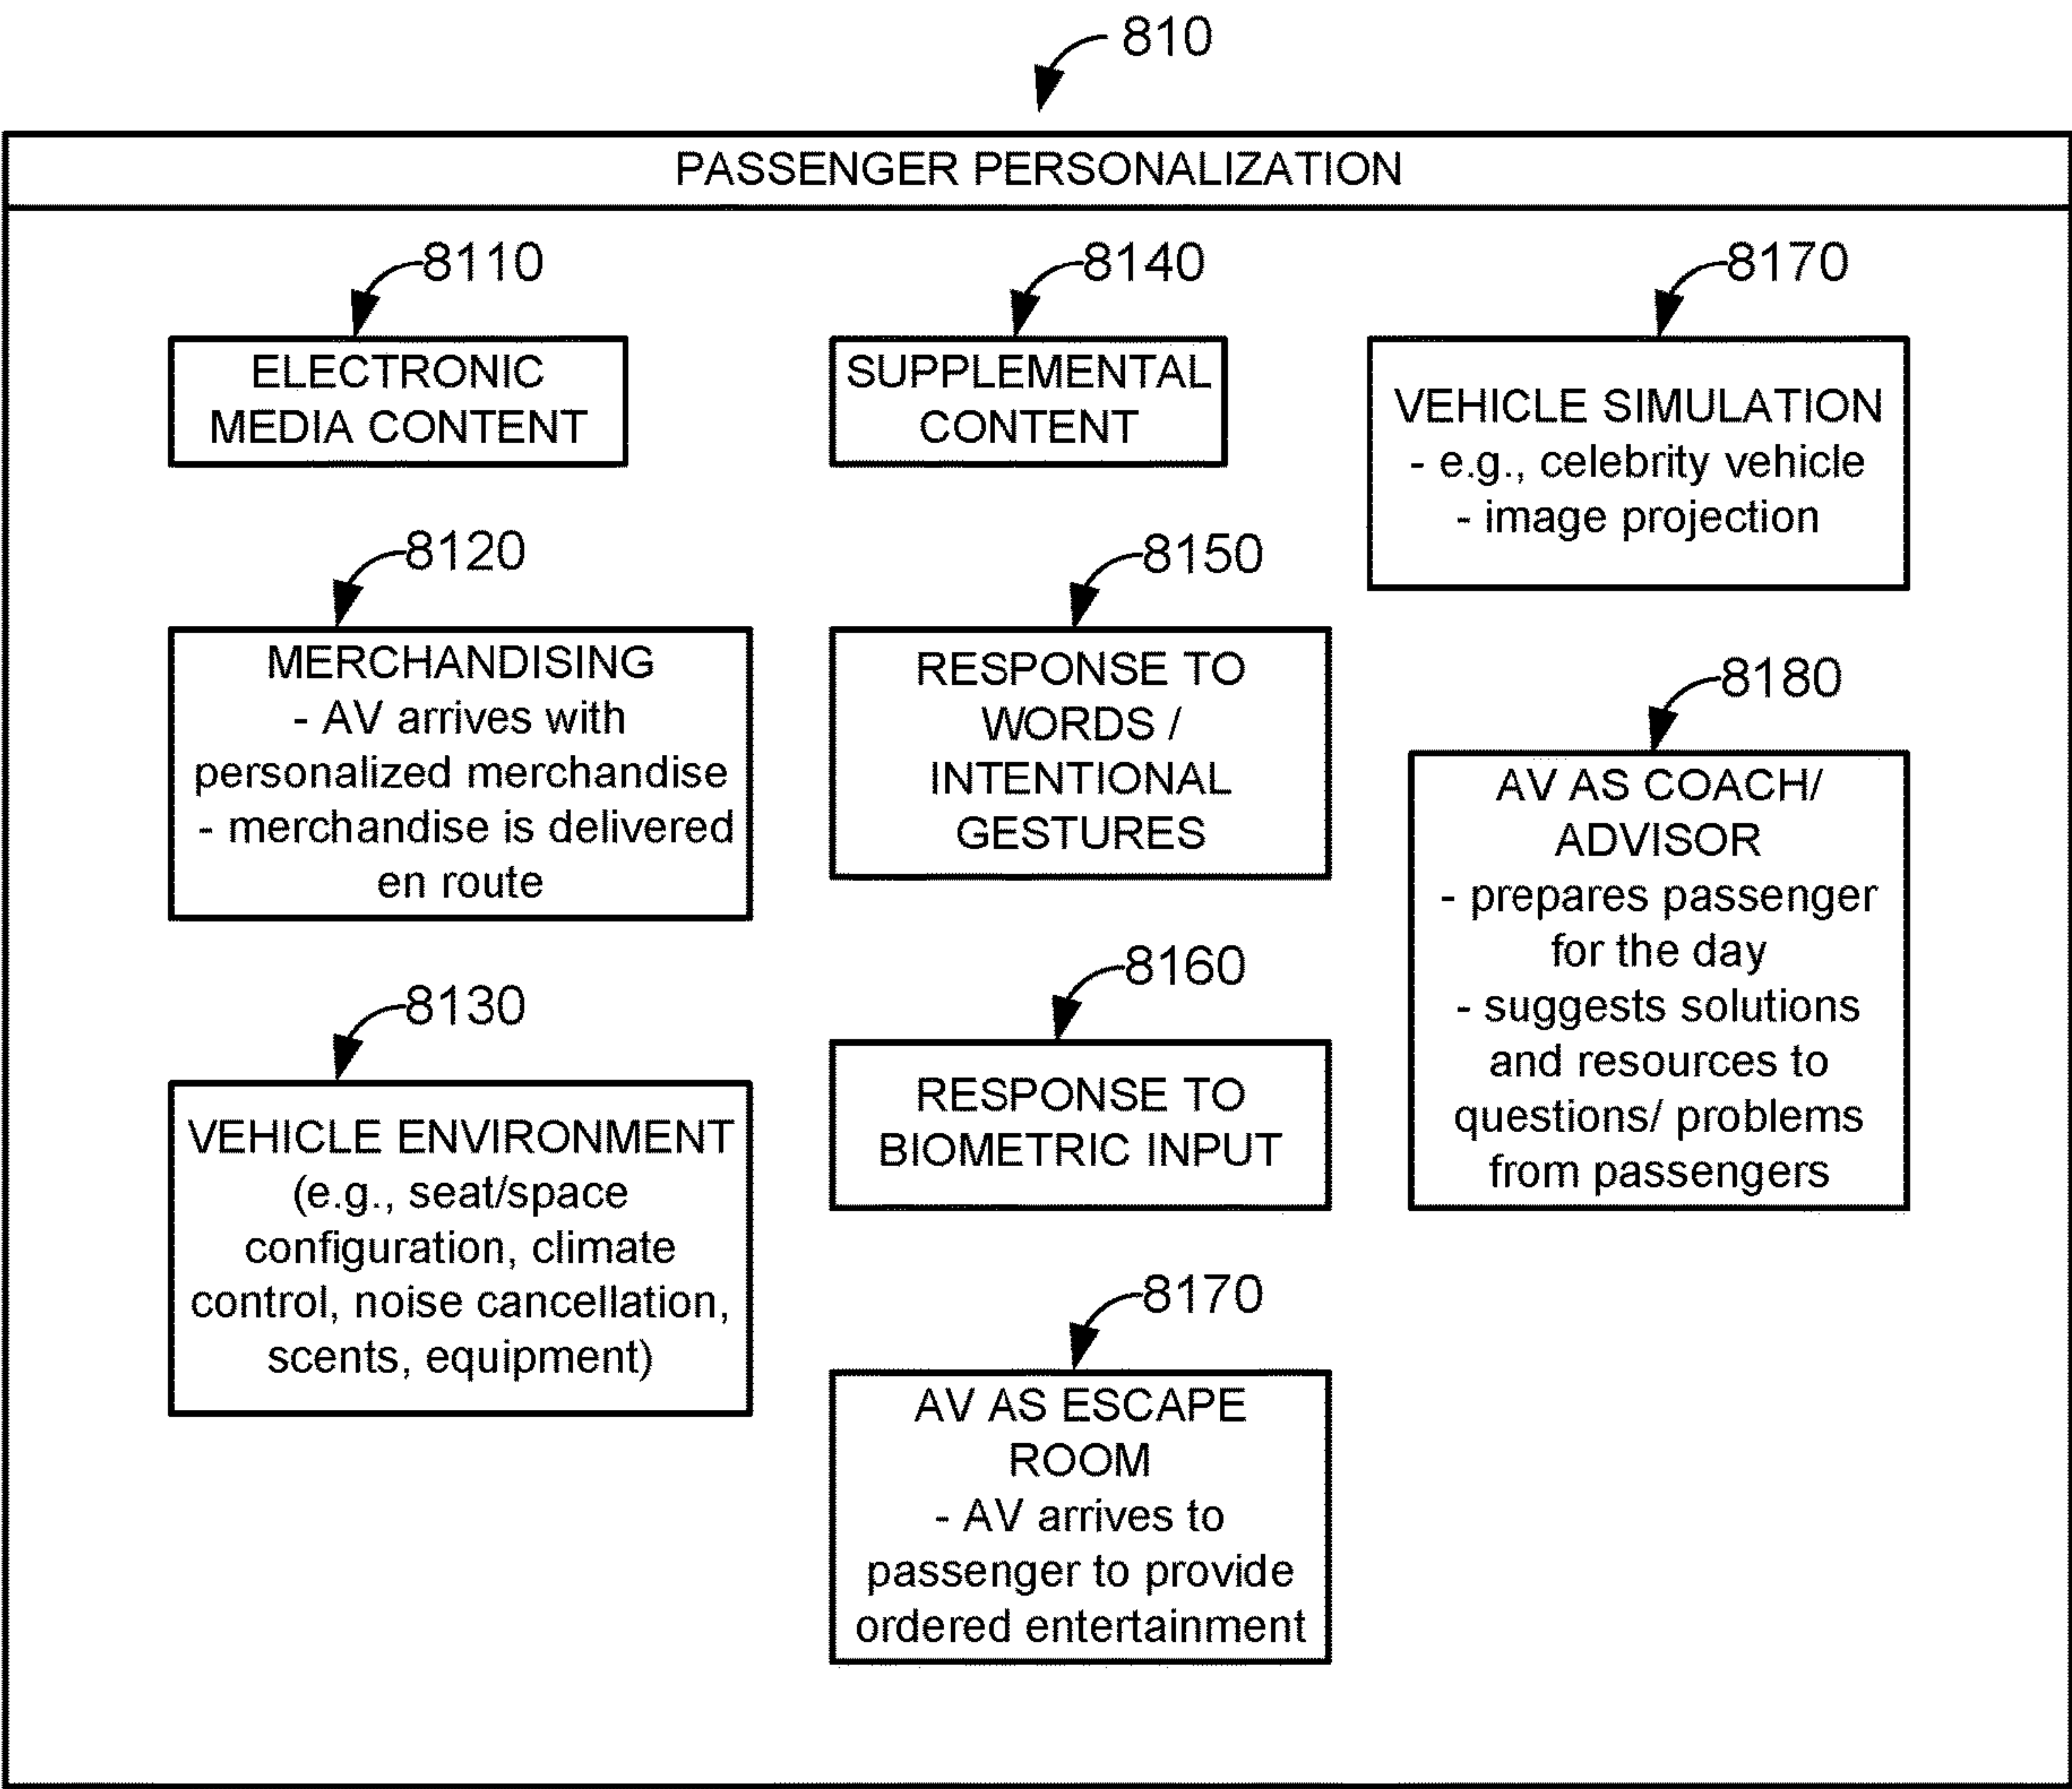 810
PASSENGER PERSONALIZATION
8110
ELECTRONIC
MEDIA CONTENT
8120
MERCHANDISING
- AV arrives with
personalized merchandise
- merchandise is delivered
en route
8130
VEHICLE ENVIRONMENT
(e.g., seat/space
configuration, climate
control, noise cancellation,
scents, equipment)
8140
SUPPLEMENTAL
CONTENT
8150
RESPONSE TO
WORDS /
INTENTIONAL
GESTURES
8160
RESPONSE TO
BIOMETRIC INPUT
8170
AV AS ESCAPE
ROOM
- AV arrives to
passenger to provide
ordered entertainment
8170
VEHICLE SIMULATION
- e.g., celebrity vehicle
- image projection
8180
AV AS COACH/
ADVISOR
- prepares passenger
for the day
- suggests solutions
and resources to
questions/ problems
from passengers